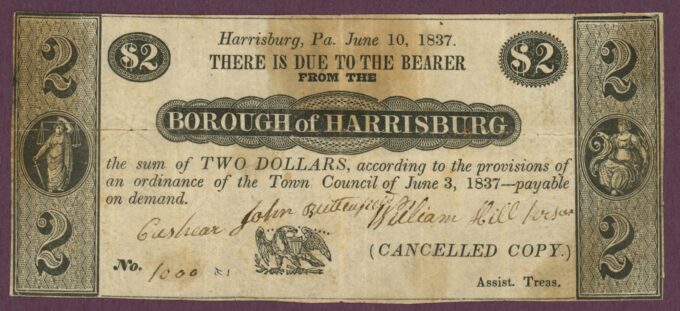 $2 Harrisburg, Pa. June 10, 1837. $2
THERE IS DUE TO THE BEARER
FROM THE
BOROUGH of HARRISBURG
the sum of TWO DOLLARS, according to the provisions of
an ordinance of the Town Council of June 3, 1837—payable
on demand.
Cashear John William Hill
(CANCELLED COPY.)
No. 1000
Assist. Treas.
2
2
2
2